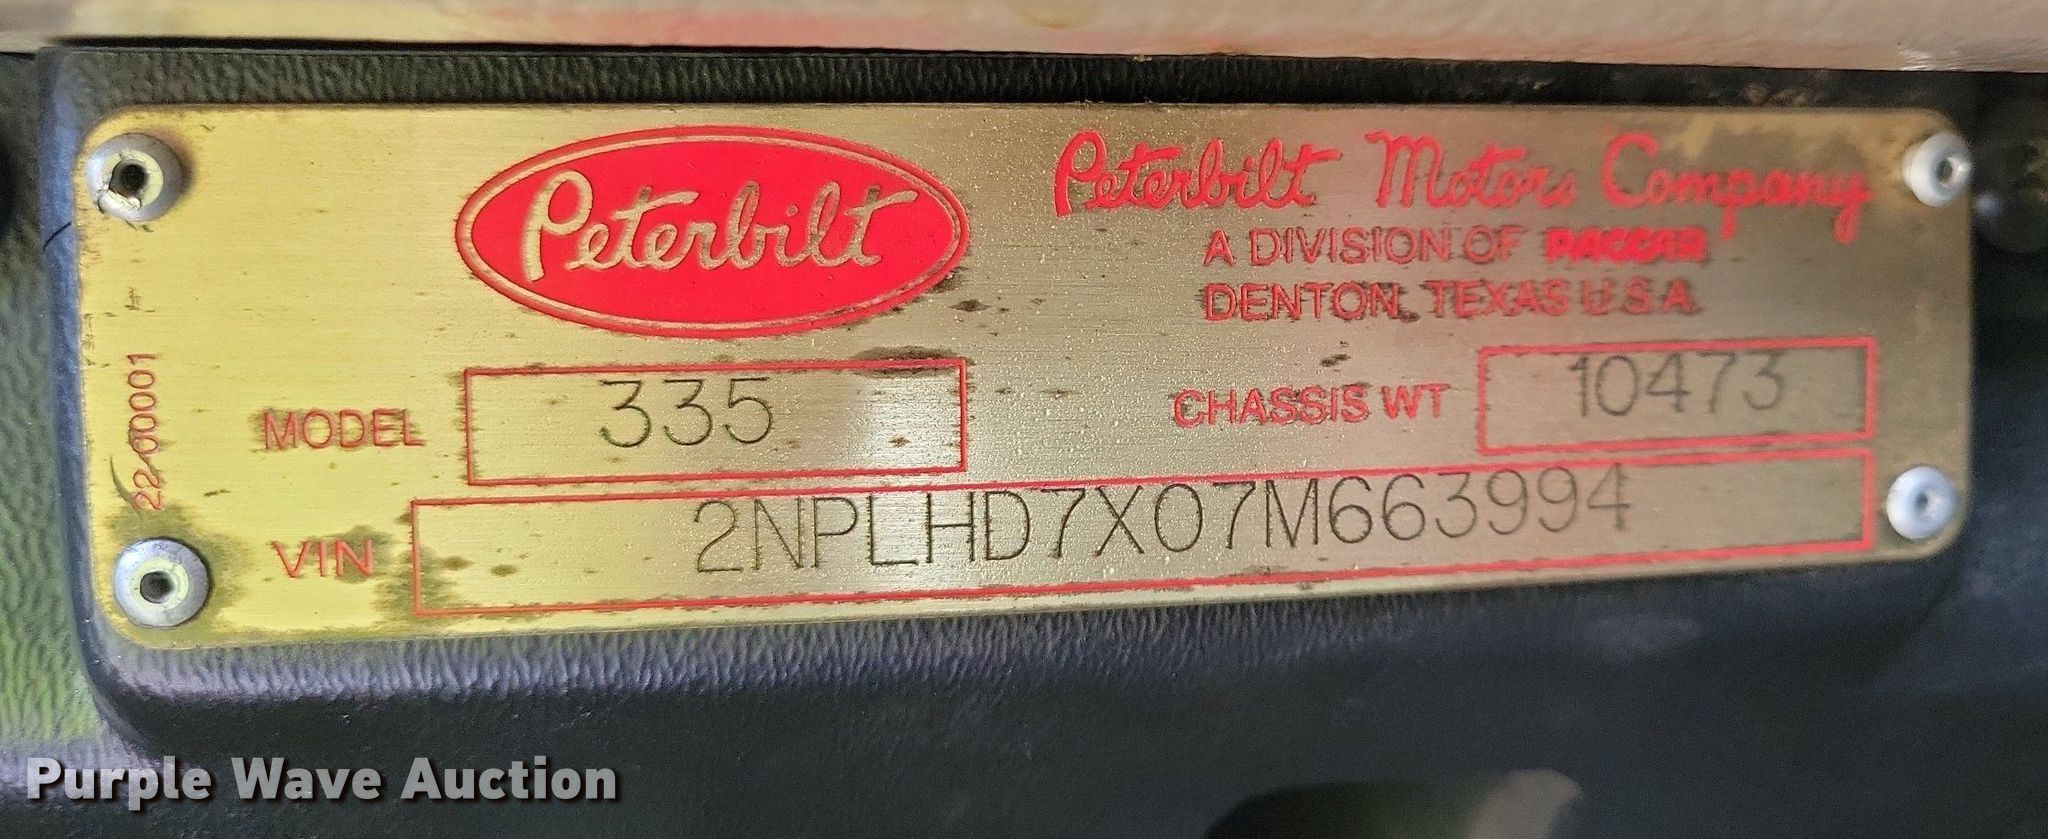 Peterbilt
Peterbilt Motors Company
A DIVISION OF PACCAR
DENTON, TEXAS U.S.A.
22-00001
MODEL 335
CHASSIS WT 10473
VIN 2NPLHD7X07M663994
Purple Wave Auction